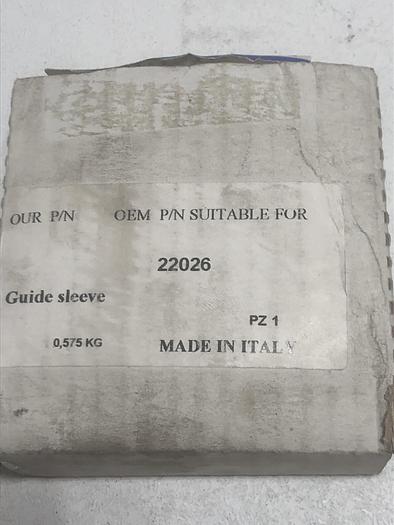 OUR P/N OEM P/N SUITABLE FOR
22026
Guide sleeve
PZ 1
0,575 KG MADE IN ITALY